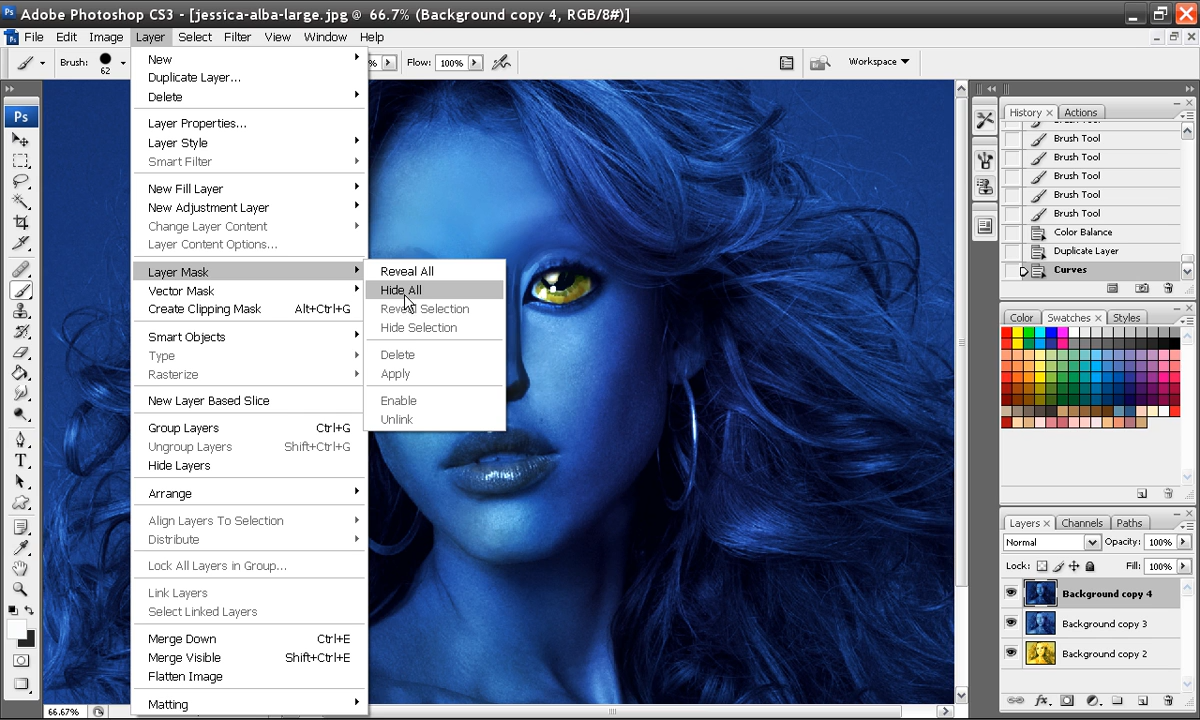 Ps Adobe Photoshop CS3 - [jessica-alba-large.jpg @ 66.7% (Background copy 4, RGB/8#)]
File Edit Image Layer Select Filter View Window Help
Brush: 62 % Flow: 100% Workspace
Ps
New
Duplicate Layer...
Delete
Layer Properties...
Layer Style
Smart Filter
New Fill Layer
New Adjustment Layer
Change Layer Content
Layer Content Options...
Layer Mask
Vector Mask
Create Clipping Mask Alt+Ctrl+G
Smart Objects
Type
Rasterize
New Layer Based Slice
Group Layers Ctrl+G
Ungroup Layers Shift+Ctrl+G
Hide Layers
Arrange
Align Layers To Selection
Distribute
Lock All Layers in Group...
Link Layers
Select Linked Layers
Merge Down Ctrl+E
Merge Visible Shift+Ctrl+E
Flatten Image
Matting
Reveal All
Hide All
Reveal Selection
Hide Selection
Delete
Apply
Enable
Unlink
History Actions
Brush Tool
Brush Tool
Brush Tool
Brush Tool
Brush Tool
Color Balance
Duplicate Layer
Curves
Color Swatches Styles
Layers Channels Paths
Normal Opacity: 100%
Lock: Fill: 100%
Background copy 4
Background copy 3
Background copy 2
66.67%